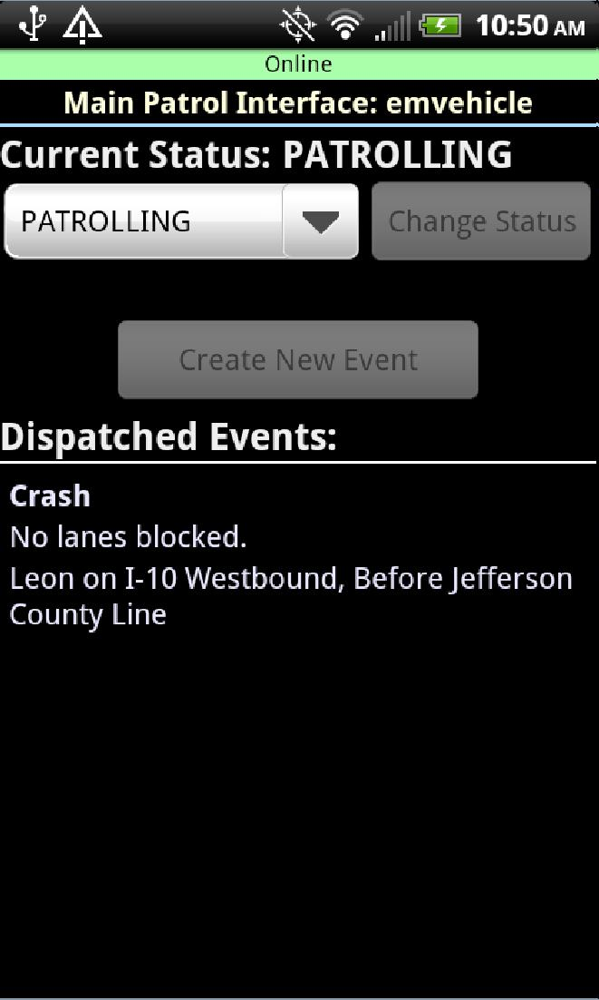 10:50 AM
Online
Main Patrol Interface: emvehicle
Current Status: PATROLLING
PATROLLING
Change Status
Create New Event
Dispatched Events:
Crash
No lanes blocked.
Leon on I-10 Westbound, Before Jefferson
County Line